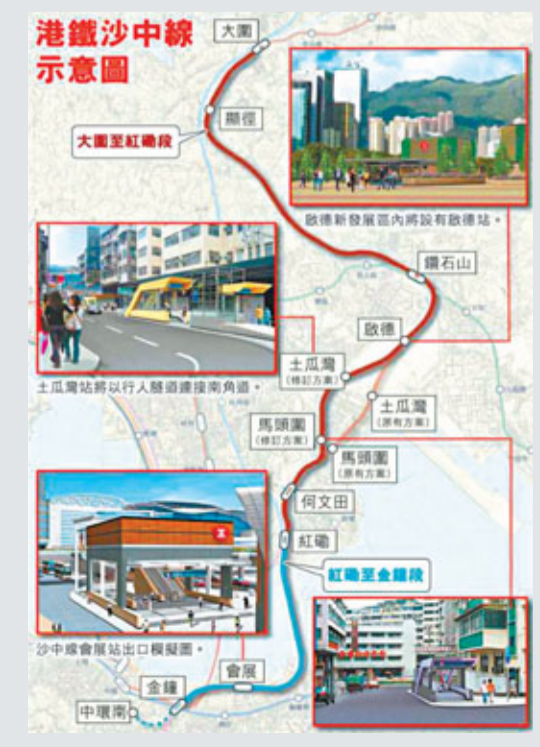 港鐵沙中線
示意圖
大圍
顯徑
大圍至紅磡段
啟德新發展區內將設有啟德站。
鑽石山
啟德
土瓜灣
(修訂方案)
土瓜灣站將以行人隧道連接南角道。
土瓜灣
(原有方案)
馬頭圍
(修訂方案)
馬頭圍
(原有方案)
何文田
紅磡
紅磡至金鐘段
沙中線會展站出口模擬圖。
會展
金鐘
中環南